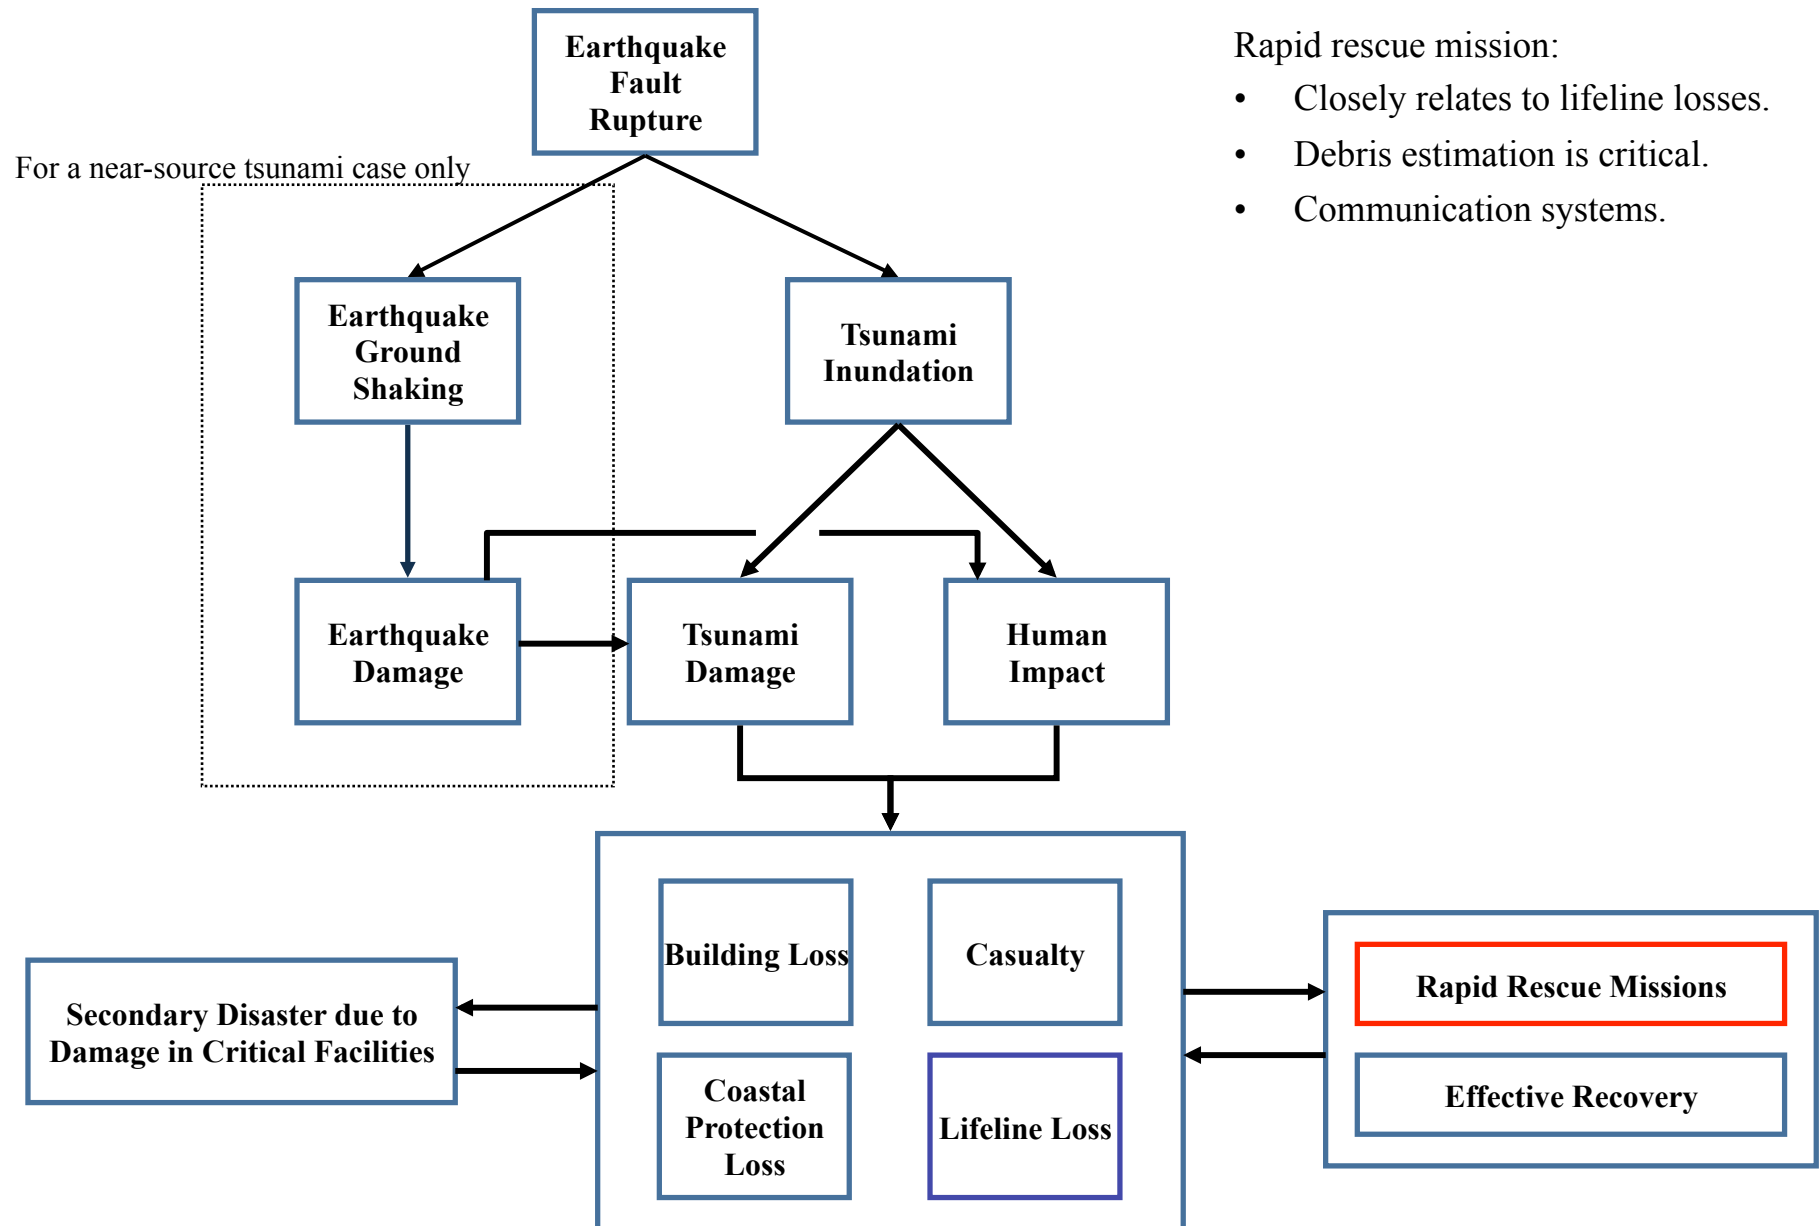 Earthquake
Fault
Rupture
Rapid rescue mission:
• Closely relates to lifeline losses.
• Debris estimation is critical.
• Communication systems.
For a near-source tsunami case only
Earthquake
Ground
Shaking
Tsunami
Inundation
Earthquake
Damage
Tsunami
Damage
Human
Impact
Building Loss
Casualty
Secondary Disaster due to
Damage in Critical Facilities
Coastal
Protection
Loss
Lifeline Loss
Rapid Rescue Missions
Effective Recovery